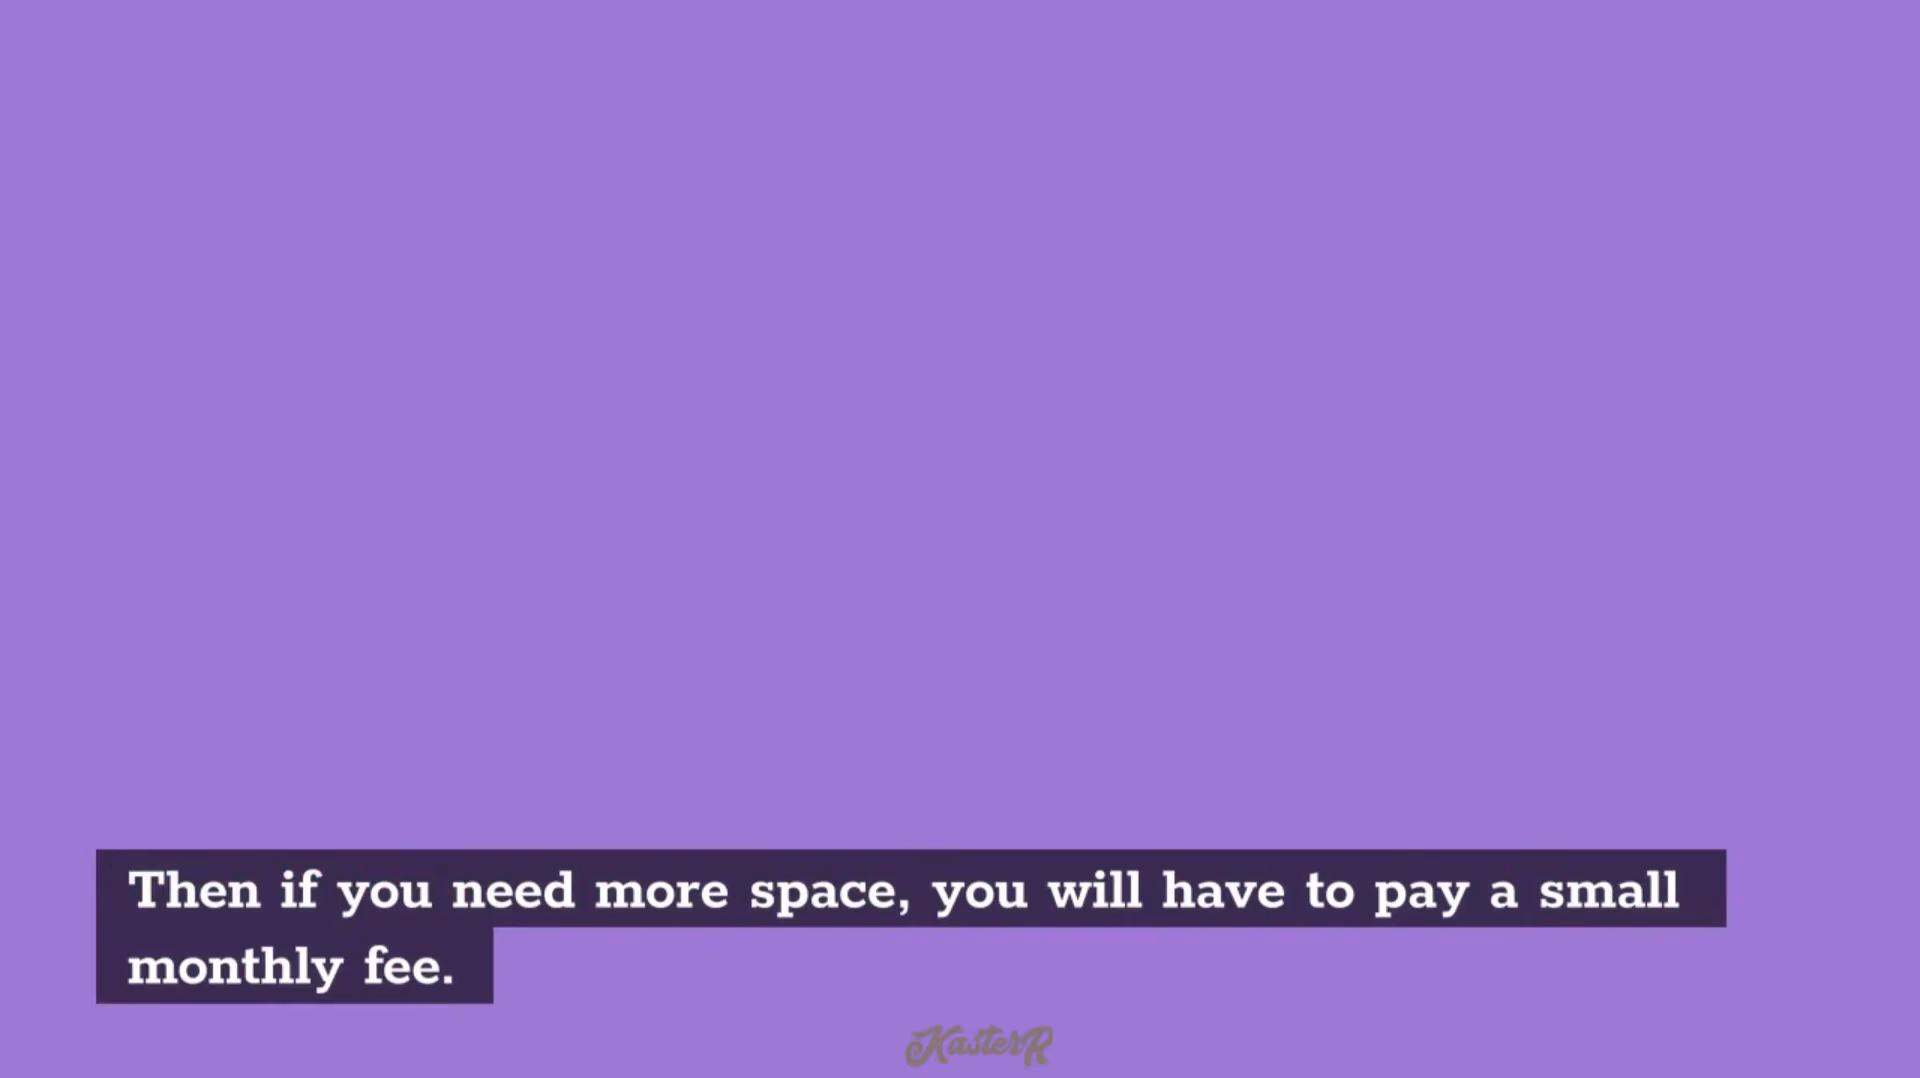 Then if you need more space, you will have to pay a small
monthly fee.
KasterR